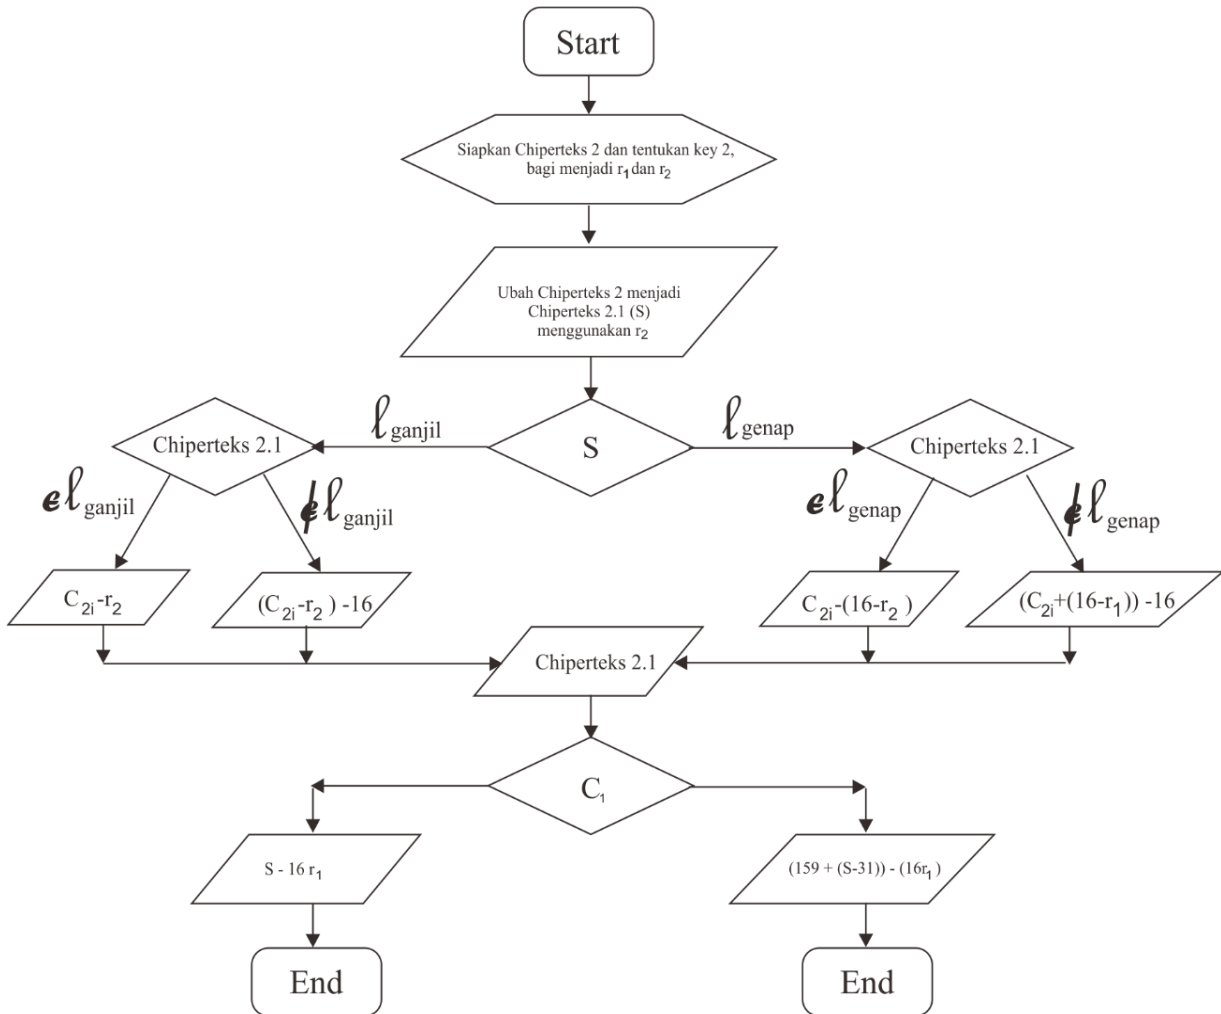 Start
Siapkan Chiperteks 2 dan tentukan key 2,
bagi menjadi r₁ dan r₂
Ubah Chiperteks 2 menjadi
Chiperteks 2.1 (S)
menggunakan r₂
ℓ ganjil
S
ℓ genap
Chiperteks 2.1
Chiperteks 2.1
∈ ℓ ganjil
∉ ℓ ganjil
∈ ℓ genap
∉ ℓ genap
C₂ᵢ-r₂
(C₂ᵢ-r₂ ) -16
C₂ᵢ-(16-r₂ )
(C₂ᵢ+(16-r₁)) -16
Chiperteks 2.1
C₁
S - 16 r₁
(159 + (S-31)) - (16r₁ )
End
End